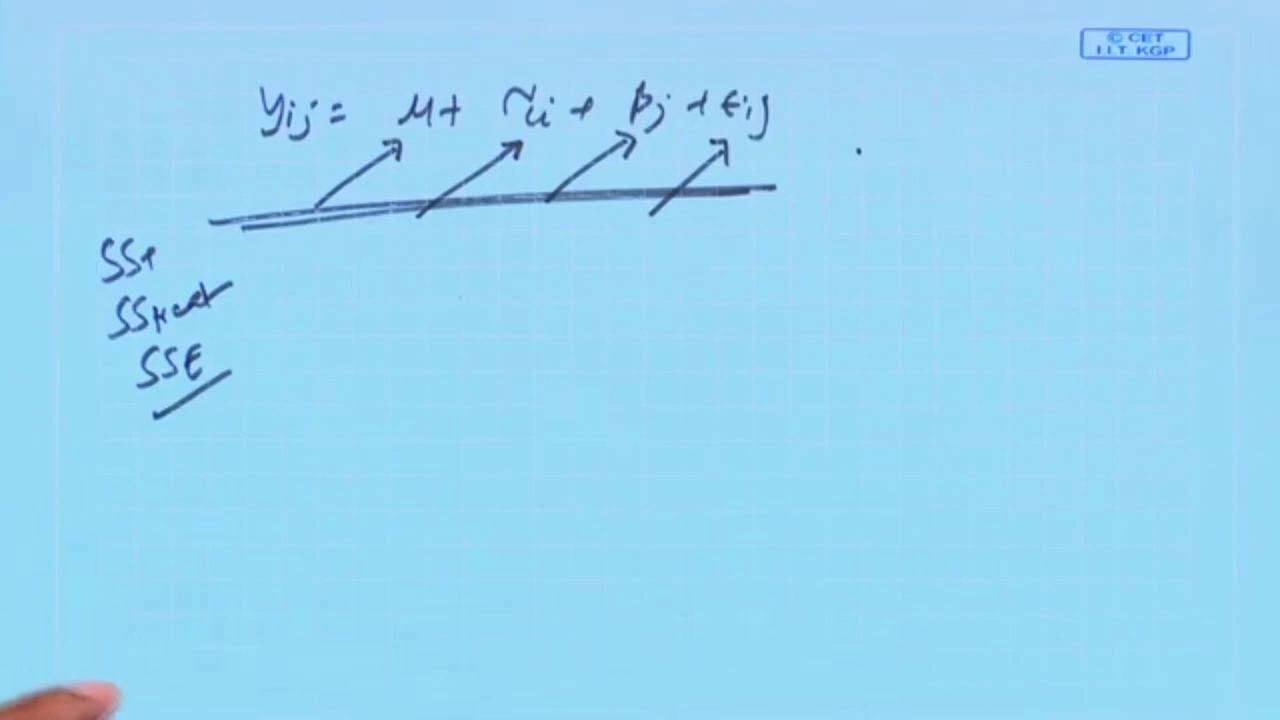 © CET
I.I.T. KGP
yij = μ + τi + βj + εij
SST
SSTreat
SSE